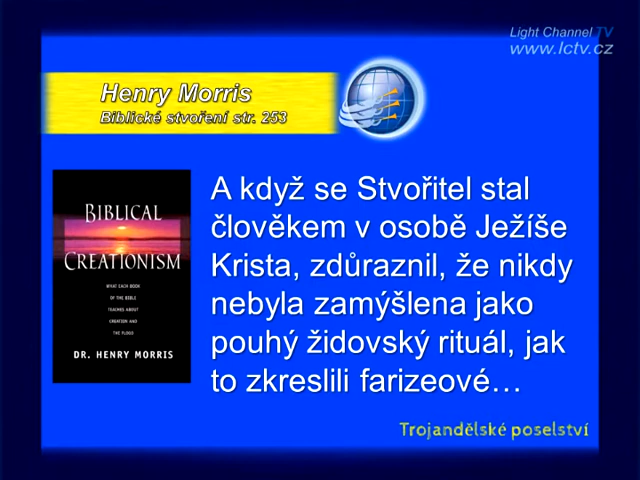 Light Channel TV
www.lctv.cz
Henry Morris
Biblické stvoření str. 253
BIBLICAL
CREATIONISM
WHAT EACH BOOK
OF THE BIBLE
TEACHES ABOUT
CREATION AND
THE FLOOD
DR. HENRY MORRIS
A když se Stvořitel stal
člověkem v osobě Ježíše
Krista, zdůraznil, že nikdy
nebyla zamýšlena jako
pouhý židovský rituál, jak
to zkreslili farizeové…
Trojandělské poselství